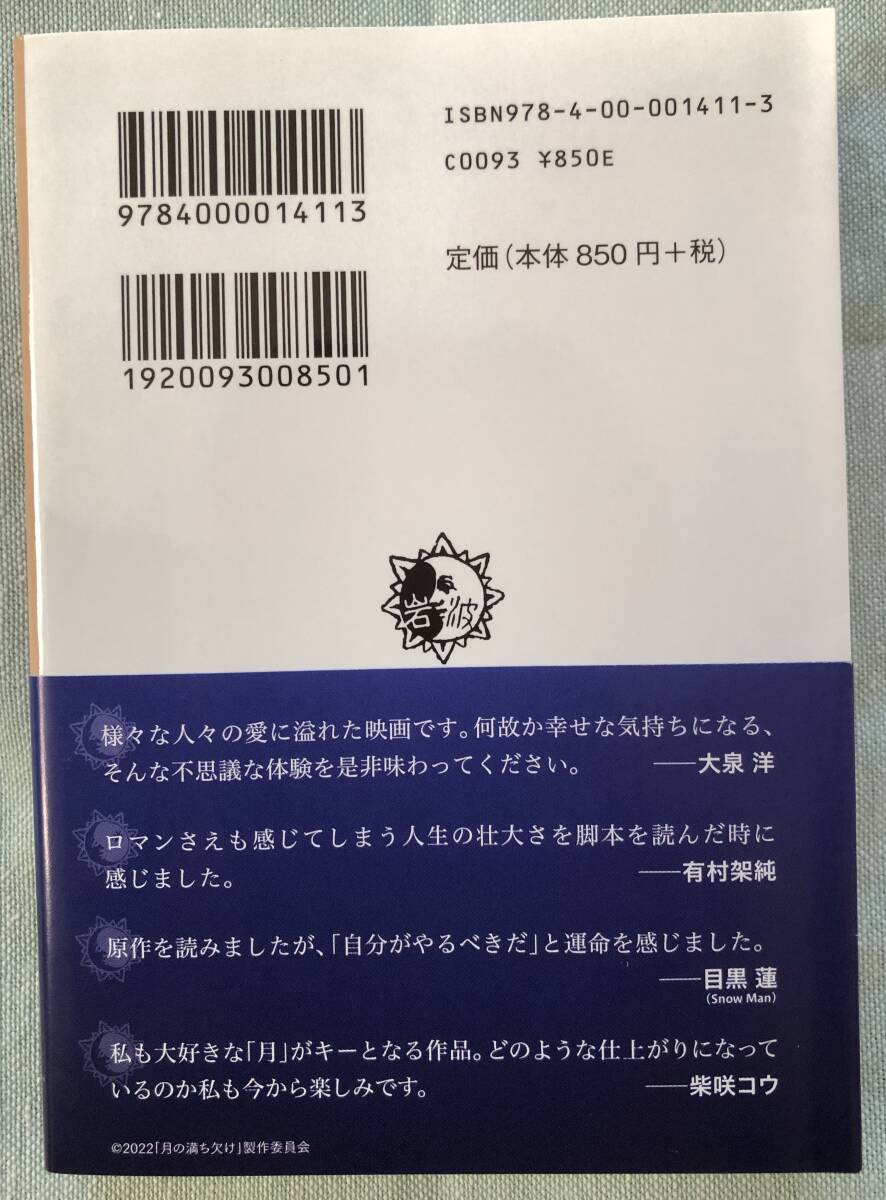 ISBN978-4-00-001411-3
9784000014113
C0093 ¥850E
定価(本体 850 円+税)
1920093008501
岩波
様々な人々の愛に溢れた映画です。何故か幸せな気持ちになる、
そんな不思議な体験を是非味わってください。 ——大泉 洋
ロマンさえも感じてしまう人生の壮大さを脚本を読んだ時に
感じました。 ——有村架純
原作を読みましたが、「自分がやるべきだ」と運命を感じました。
——目黒 蓮
(Snow Man)
私も大好きな「月」がキーとなる作品。どのような仕上がりになって
いるのか私も今から楽しみです。 ——柴咲コウ
©2022「月の満ち欠け」製作委員会